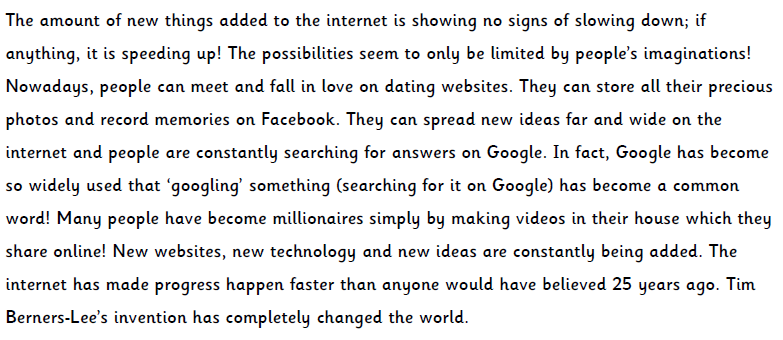 The amount of new things added to the internet is showing no signs of slowing down; if
anything, it is speeding up! The possibilities seem to only be limited by people’s imaginations!
Nowadays, people can meet and fall in love on dating websites. They can store all their precious
photos and record memories on Facebook. They can spread new ideas far and wide on the
internet and people are constantly searching for answers on Google. In fact, Google has become
so widely used that ‘googling’ something (searching for it on Google) has become a common
word! Many people have become millionaires simply by making videos in their house which they
share online! New websites, new technology and new ideas are constantly being added. The
internet has made progress happen faster than anyone would have believed 25 years ago. Tim
Berners-Lee’s invention has completely changed the world.